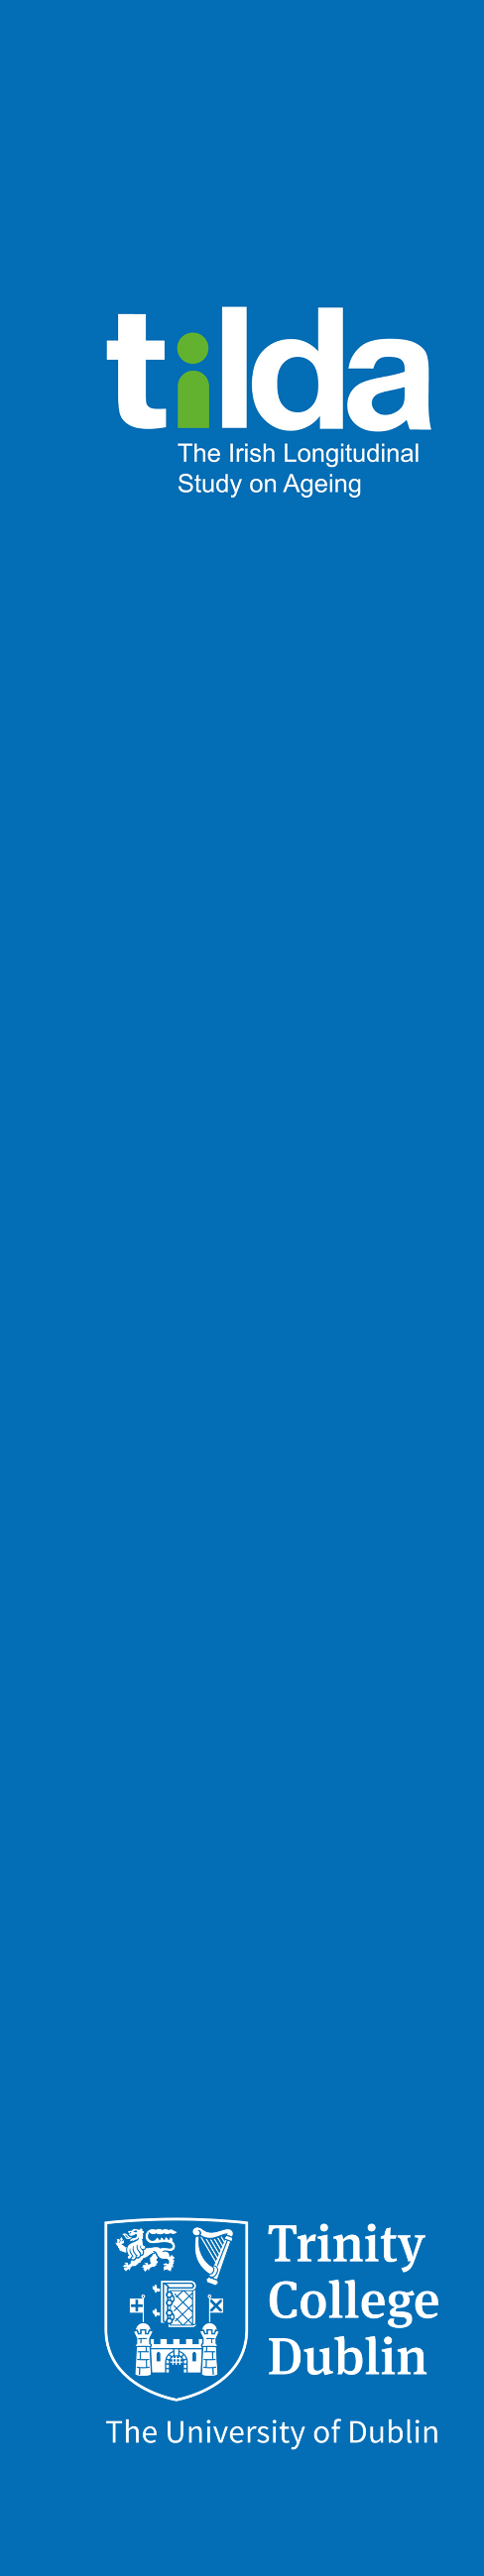 tilda
The Irish Longitudinal
Study on Ageing
Trinity
College
Dublin
The University of Dublin